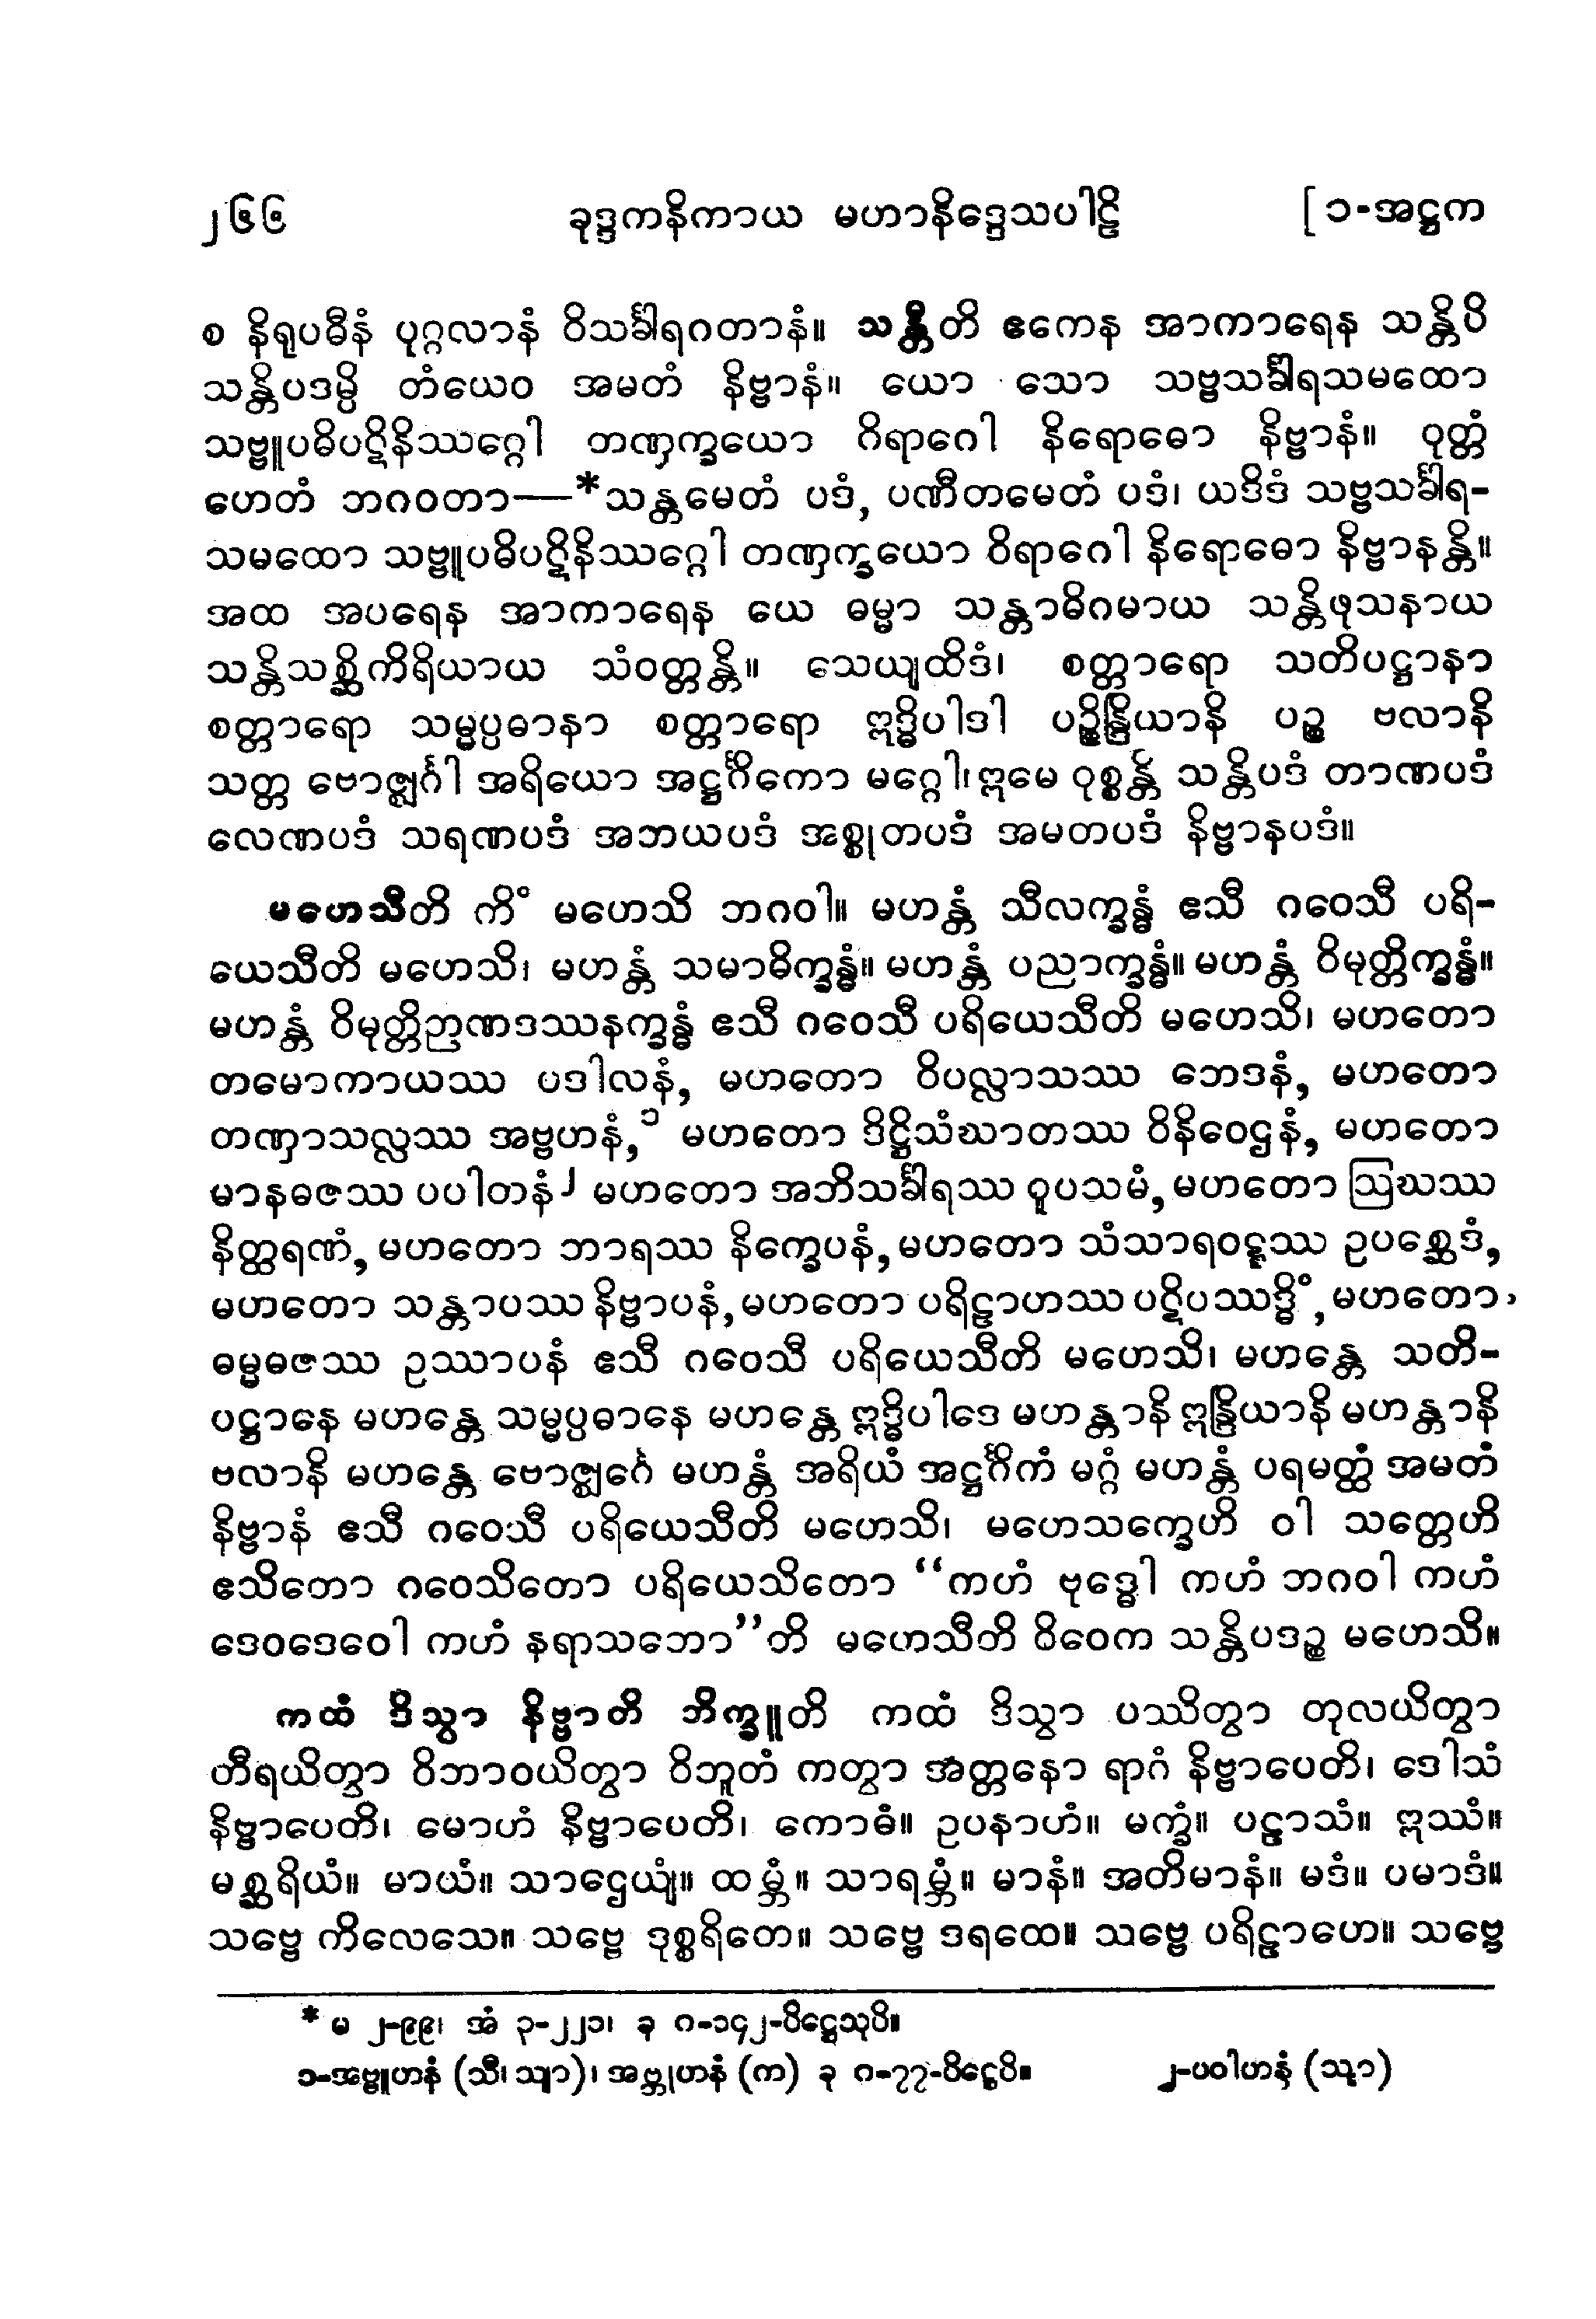 ၂၆၆ ခုဒ္ဒကနိကာယ မဟာနိဒ္ဒေသပါဠိ [ ၁-အဋ္ဌက
စ နိရုပဓီနံ ပုဂ္ဂလာနံ ဝိသင်္ခါရဂတာနံ။ သန္တီတိ ဧကေန အာကာရေန သန္တိပိ
သန္တိပဒမ္ပိ တံယေဝ အမတံ နိဗ္ဗာနံ။ ယော သော သဗ္ဗသင်္ခါရသမထော
သဗ္ဗူပဓိပဋိနိဿဂ္ဂေါ တဏှက္ခယော ဝိရာဂေါ နိရောဓော နိဗ္ဗာနံ။ ဝုတ္တံ
ဟေတံ ဘဂဝတာ—*သန္တမေတံ ပဒံ, ပဏီတမေတံ ပဒံ၊ ယဒိဒံ သဗ္ဗသင်္ခါရ-
သမထော သဗ္ဗူပဓိပဋိနိဿဂ္ဂေါ တဏှက္ခယော ဝိရာဂေါ နိရောဓော နိဗ္ဗာနန္တိ။
အထ အပရေန အာကာရေန ယေ ဓမ္မာ သန္တာဓိဂမာယ သန္တိဖုသနာယ
သန္တိသစ္ဆိကိရိယာယ သံဝတ္တန္တိ။ သေယျထိဒံ၊ စတ္တာရော သတိပဋ္ဌာနာ
စတ္တာရော သမ္မပ္ပဓာနာ စတ္တာရော ဣဒ္ဓိပါဒါ ပဉ္စိန္ဒြိယာနိ ပဉ္စ ဗလာနိ
သတ္တ ဗောဇ္ဈင်္ဂါ အရိယော အဋ္ဌင်္ဂိကော မဂ္ဂေါ၊ ဣမေ ဝုစ္စန္တိ သန္တိပဒံ တာဏပဒံ
လေဏပဒံ သရဏပဒံ အဘယပဒံ အစ္စုတပဒံ အမတပဒံ နိဗ္ဗာနပဒံ။
မဟေသီတိ ကိံ မဟေသိ ဘဂဝါ။ မဟန္တံ သီလက္ခန္ဓံ ဧသီ ဂဝေသီ ပရိ-
ယေသီတိ မဟေသိ၊ မဟန္တံ သမာဓိက္ခန္ဓံ။ မဟန္တံ ပညာက္ခန္ဓံ။ မဟန္တံ ဝိမုတ္တိက္ခန္ဓံ။
မဟန္တံ ဝိမုတ္တိဉာဏဒဿနက္ခန္ဓံ ဧသီ ဂဝေသီ ပရိယေသီတိ မဟေသိ၊ မဟတော
တမောကာယဿ ပဒါလနံ, မဟတော ဝိပလ္လာသဿ ဘေဒနံ, မဟတော
တဏှာသလ္လဿ အဗ္ဗဟနံ,၁ မဟတော ဒိဋ္ဌိသံဃာတဿ ဝိနိဝေဌနံ, မဟတော
မာနဓဇဿ ပပါတနံ၂ မဟတော အဘိသင်္ခါရဿ ဝူပသမံ, မဟတော ဩဃဿ
နိတ္ထရဏံ, မဟတော ဘာရဿ နိက္ခေပနံ, မဟတော သံသာရဝဋ္ဋဿ ဥပစ္ဆေဒံ,
မဟတော သန္တာပဿ နိဗ္ဗာပနံ, မဟတော ပရိဠာဟဿ ပဋိပဿဒ္ဓိံ, မဟတော
ဓမ္မဓဇဿ ဥဿာပနံ ဧသီ ဂဝေသီ ပရိယေသီတိ မဟေသိ၊ မဟန္တေ သတိ-
ပဋ္ဌာနေ မဟန္တေ သမ္မပ္ပဓာနေ မဟန္တေ ဣဒ္ဓိပါဒေ မဟန္တာနိ ဣန္ဒြိယာနိ မဟန္တာနိ
ဗလာနိ မဟန္တေ ဗောဇ္ဈင်္ဂေ မဟန္တံ အရိယံ အဋ္ဌင်္ဂိကံ မဂ္ဂံ မဟန္တံ ပရမတ္ထံ အမတံ
နိဗ္ဗာနံ ဧသီ ဂဝေသီ ပရိယေသီတိ မဟေသိ၊ မဟေသက္ခေဟိ ဝါ သတ္တေဟိ
ဧသိတော ဂဝေသိတော ပရိယေသိတော “ကဟံ ဗုဒ္ဓေါ ကဟံ ဘဂဝါ ကဟံ
ဒေဝဒေဝေါ ကဟံ နရာသဘော”တိ မဟေသီတိ ဝိဝေက သန္တိပဒဉ္စ မဟေသိ။
ကထံ ဒိသွာ နိဗ္ဗာတိ ဘိက္ခူတိ ကထံ ဒိသွာ ပဿိတွာ တုလယိတွာ
တီရယိတွာ ဝိဘာဝယိတွာ ဝိဘူတံ ကတွာ အတ္တနော ရာဂံ နိဗ္ဗာပေတိ၊ ဒေါသံ
နိဗ္ဗာပေတိ၊ မောဟံ နိဗ္ဗာပေတိ၊ ကောဓံ။ ဥပနာဟံ။ မက္ခံ။ ပဠာသံ။ ဣဿံ။
မစ္ဆရိယံ။ မာယံ။ သာဌေယျံ။ ထမ္ဘံ။ သာရမ္ဘံ။ မာနံ။ အတိမာနံ။ မဒံ။ ပမာဒံ။
သဗ္ဗေ ကိလေသေ။ သဗ္ဗေ ဒုစ္စရိတေ။ သဗ္ဗေ ဒရထေ။ သဗ္ဗေ ပရိဠာဟေ။ သဗ္ဗေ
* မ ၂-၉၉၊ အံ ၃-၂၂၁၊ ခု ဂ-၁၄၂-ပိဋ္ဌေသုပိ။
၁-အဗ္ဗူဟနံ (သီ၊ သျာ)၊ အဗ္ဘုဟနံ (က) ခု ဂ-၇၇-ပိဋ္ဌေပိ။ ၂-ပဝါဟနံ (သျာ)